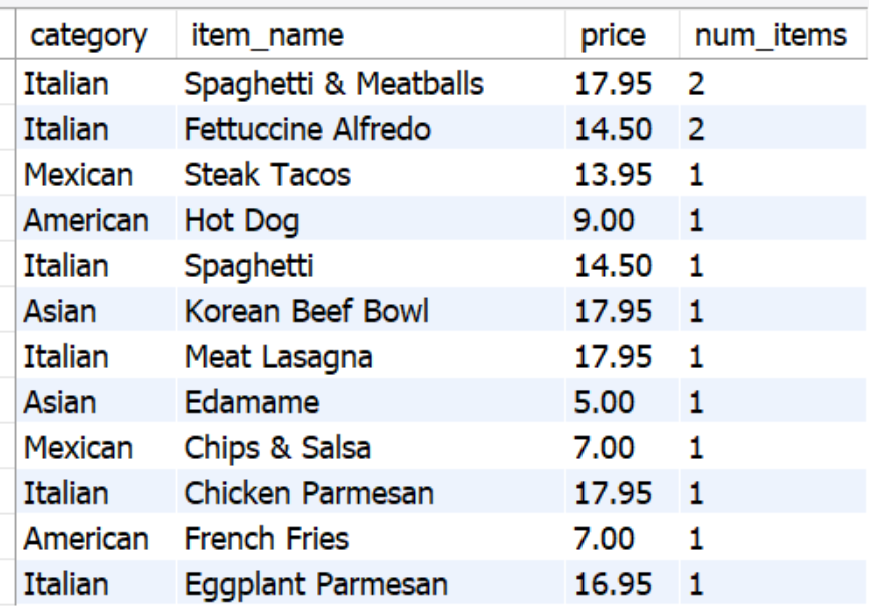 category item_name price num_items
Italian Spaghetti & Meatballs 17.95 2
Italian Fettuccine Alfredo 14.50 2
Mexican Steak Tacos 13.95 1
American Hot Dog 9.00 1
Italian Spaghetti 14.50 1
Asian Korean Beef Bowl 17.95 1
Italian Meat Lasagna 17.95 1
Asian Edamame 5.00 1
Mexican Chips & Salsa 7.00 1
Italian Chicken Parmesan 17.95 1
American French Fries 7.00 1
Italian Eggplant Parmesan 16.95 1